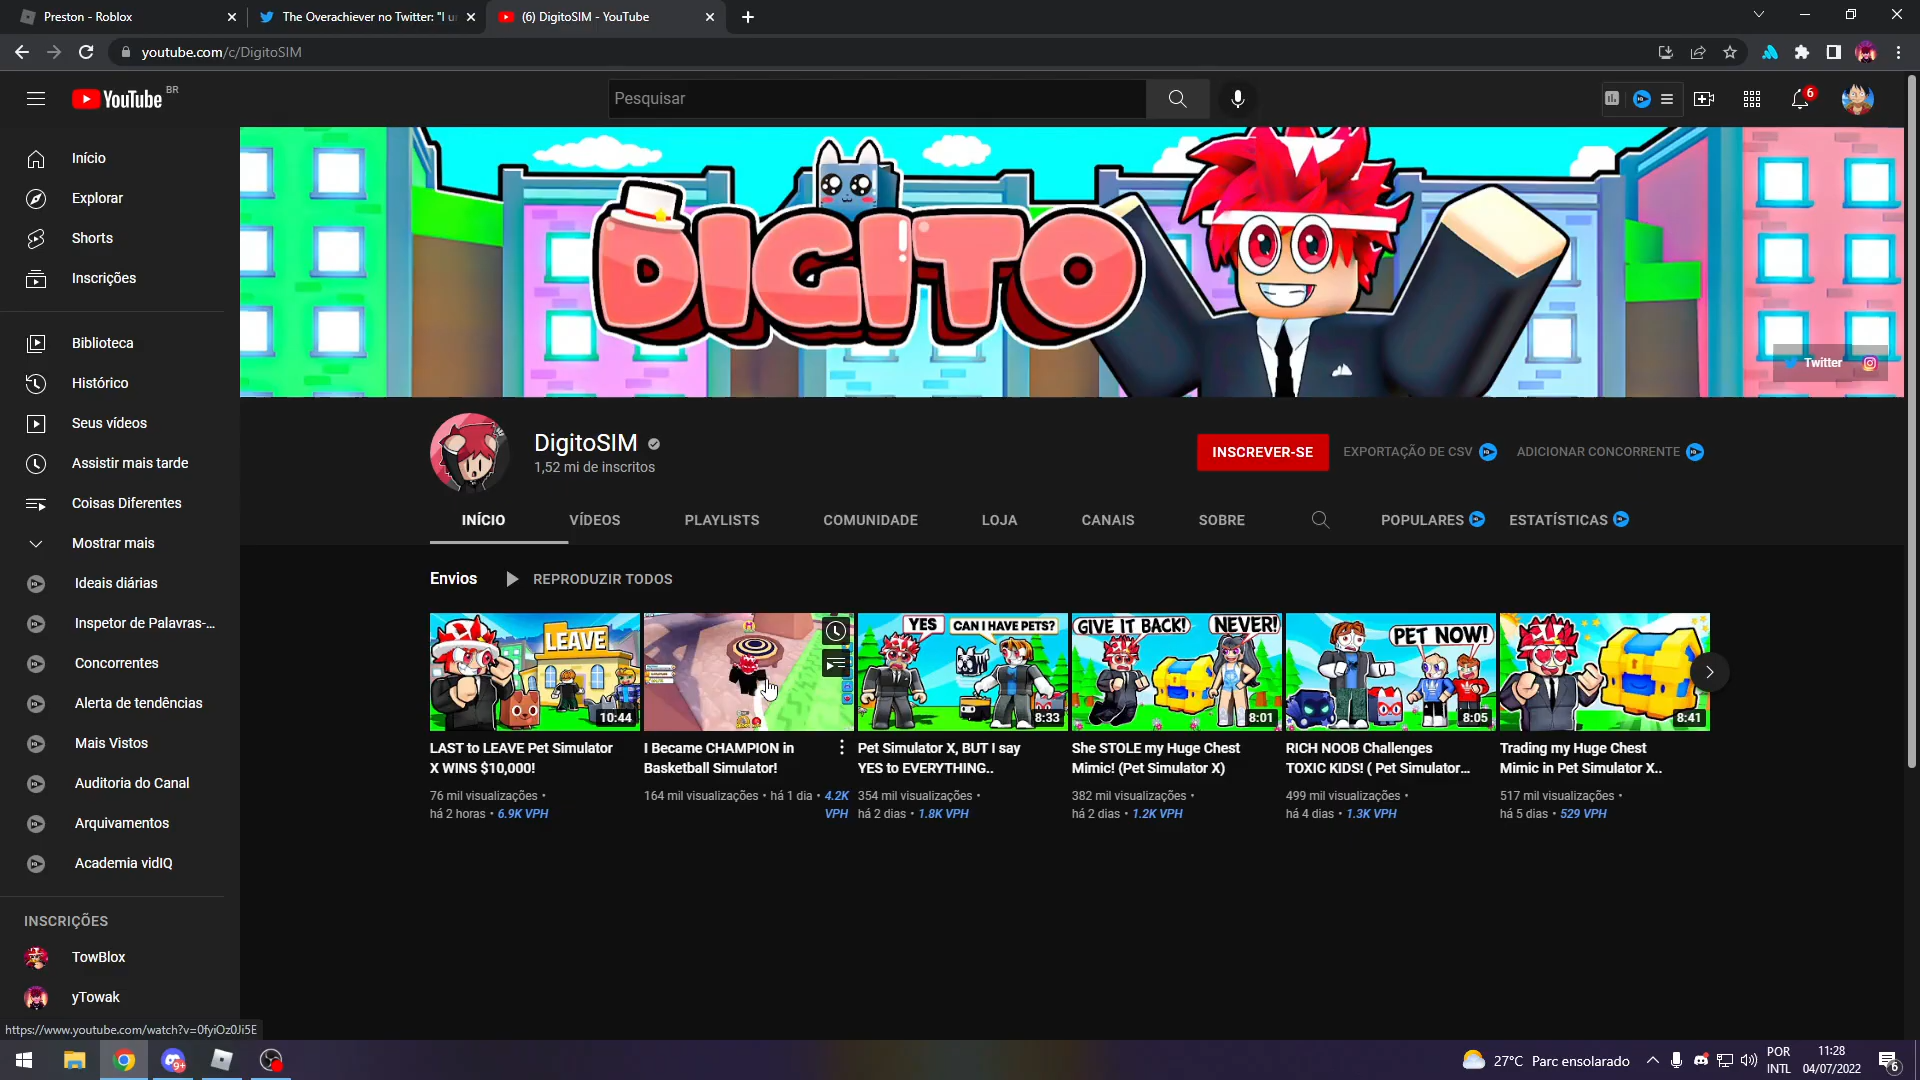 Preston - Roblox
The Overachiever no Twitter: "I u
(6) DigitoSIM - YouTube
youtube.com/c/DigitoSIM
YouTube BR
Pesquisar
6
Início
Explorar
Shorts
Inscrições
Biblioteca
Histórico
Seus vídeos
Assistir mais tarde
Coisas Diferentes
Mostrar mais
Ideais diárias
Inspetor de Palavras-...
Concorrentes
Alerta de tendências
Mais Vistos
Auditoria do Canal
Arquivamentos
Academia vidIQ
INSCRIÇÕES
TowBlox
yTowak
DIGITO
Twitter
DigitoSIM
1,52 mi de inscritos
INSCREVER-SE
EXPORTAÇÃO DE CSV
ADICIONAR CONCORRENTE
INÍCIO
VÍDEOS
PLAYLISTS
COMUNIDADE
LOJA
CANAIS
SOBRE
POPULARES
ESTATÍSTICAS
Envios
REPRODUZIR TODOS
LEAVE
10:44
LAST to LEAVE Pet Simulator
X WINS $10,000!
76 mil visualizações •
há 2 horas • 6.9K VPH
I Became CHAMPION in
Basketball Simulator!
164 mil visualizações • há 1 dia • 4.2K
VPH
YES
CAN I HAVE PETS?
8:33
Pet Simulator X, BUT I say
YES to EVERYTHING..
354 mil visualizações •
há 2 dias • 1.8K VPH
GIVE IT BACK!
NEVER!
8:01
She STOLE my Huge Chest
Mimic! (Pet Simulator X)
382 mil visualizações •
há 2 dias • 1.2K VPH
PET NOW!
8:05
RICH NOOB Challenges
TOXIC KIDS! ( Pet Simulator...
499 mil visualizações •
há 4 dias • 1.3K VPH
8:41
Trading my Huge Chest
Mimic in Pet Simulator X..
517 mil visualizações •
há 5 dias • 529 VPH
https://www.youtube.com/watch?v=0fyiOz0Ji5E
9+
27°C Parc ensolarado
POR
INTL
11:28
04/07/2022
6